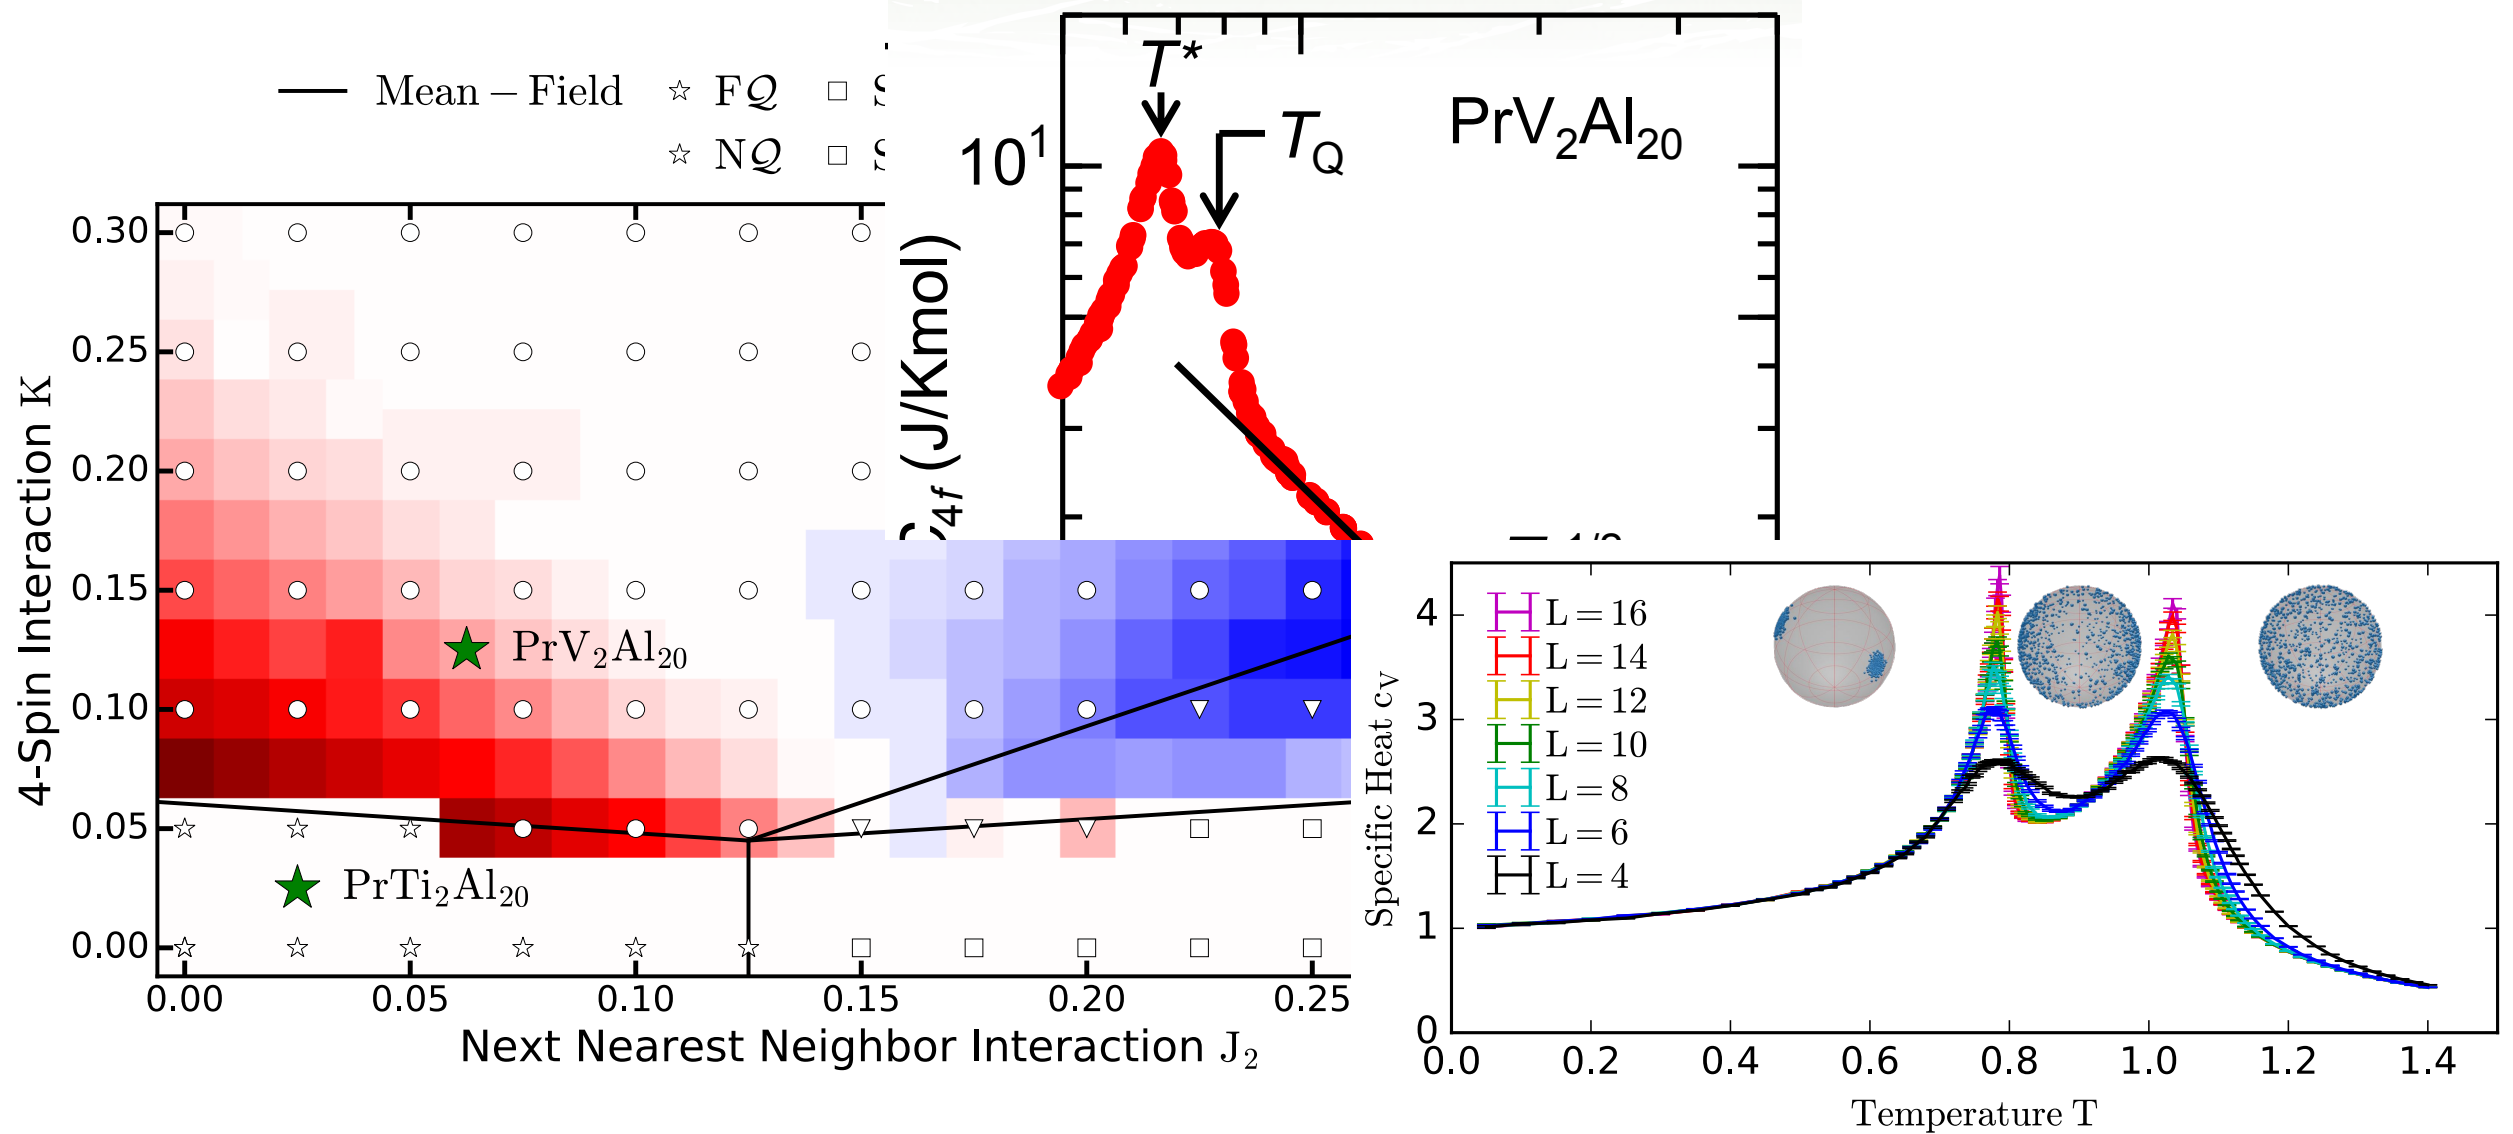 Mean – Field ☆ F𝒬 □
☆ N𝒬 □
0.30
0.25
0.20
0.15
0.10
0.05
0.00
4-Spin Interaction K
PrV₂Al₂₀
PrTi₂Al₂₀
0.00 0.05 0.10 0.15 0.20 0.25
Next Nearest Neighbor Interaction J₂
T*
T_Q
PrV₂Al₂₀
10¹
4f (J/Kmol)
4
3
2
1
0
Specific Heat c_V
L = 16
L = 14
L = 12
L = 10
L = 8
L = 6
L = 4
0.0 0.2 0.4 0.6 0.8 1.0 1.2 1.4
Temperature T